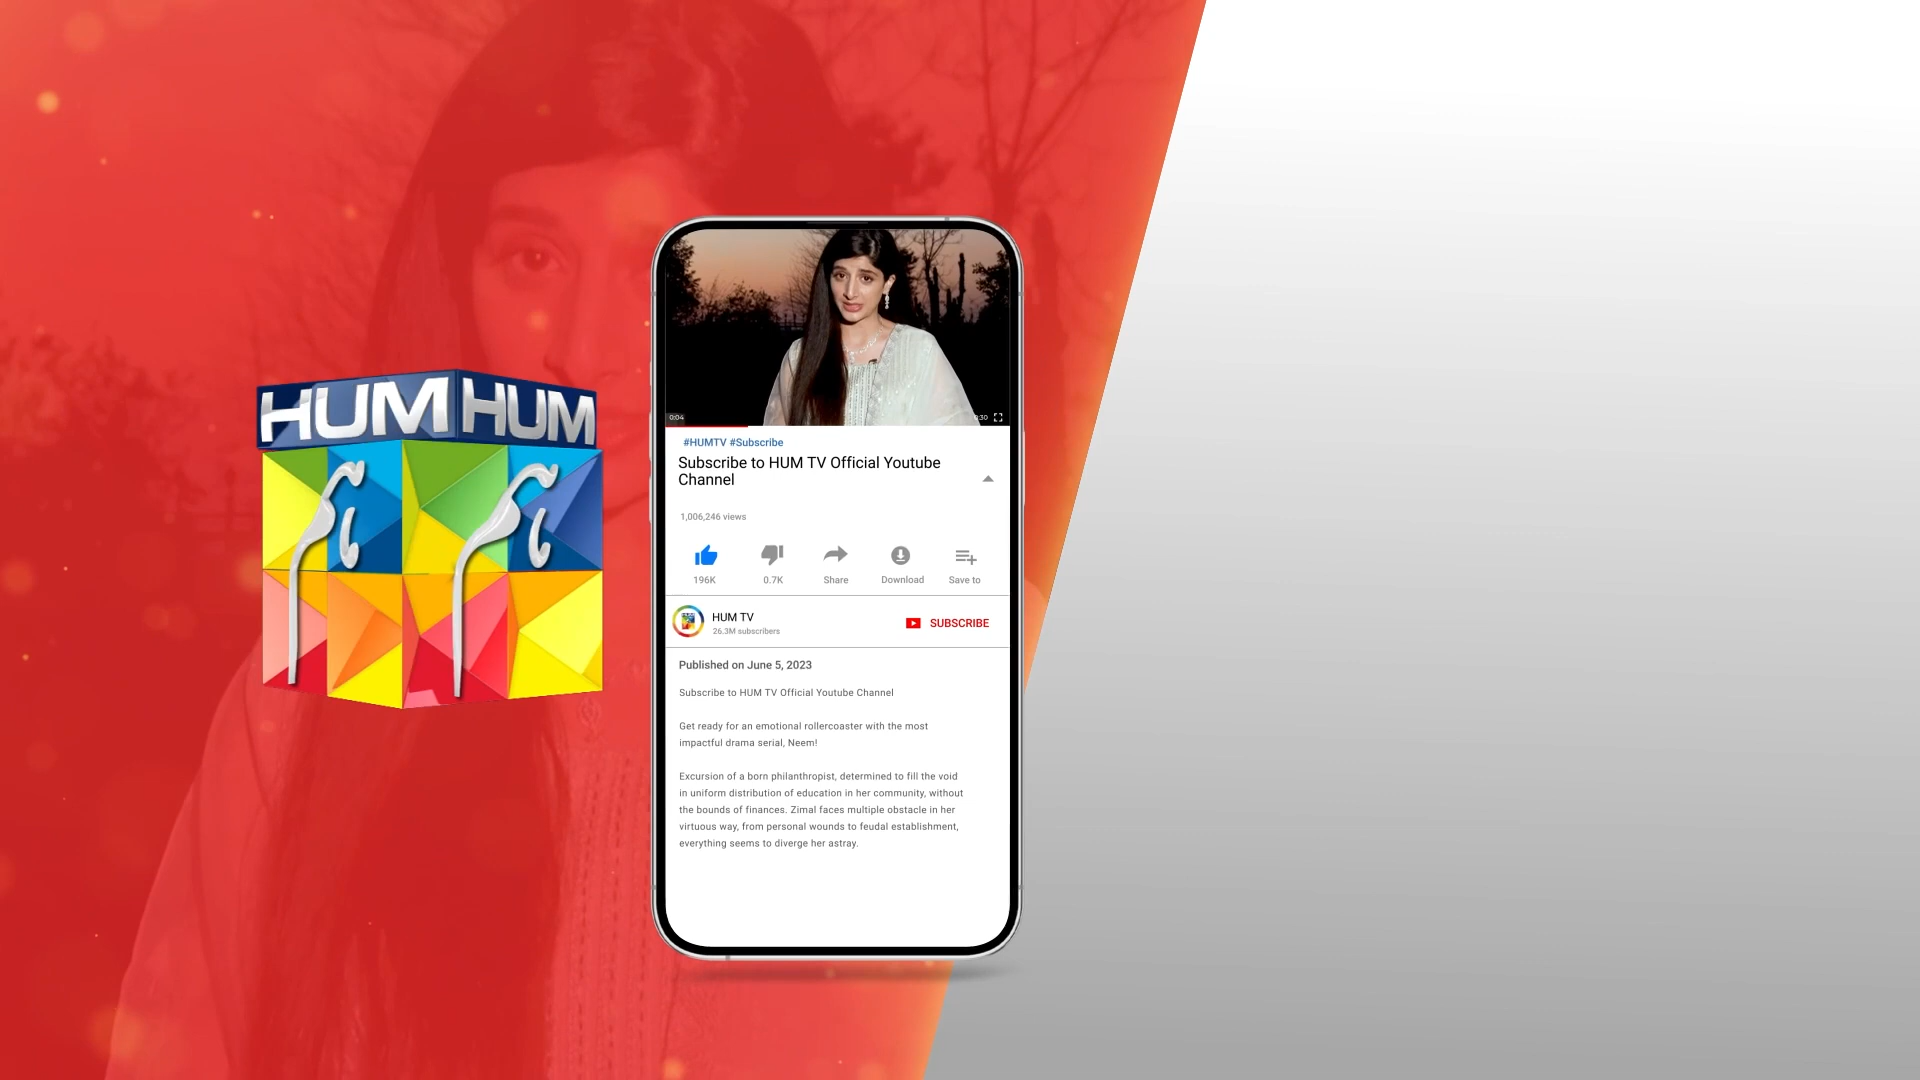 HUM HUM
ہم ہم
0:04
0:30
#HUMTV #Subscribe
Subscribe to HUM TV Official Youtube
Channel
1,006,246 views
196K
0.7K
Share
Download
Save to
HUM TV
26.3M subscribers
SUBSCRIBE
Published on June 5, 2023
Subscribe to HUM TV Official Youtube Channel
Get ready for an emotional rollercoaster with the most
impactful drama serial, Neem!
Excursion of a born philanthropist, determined to fill the void
in uniform distribution of education in her community, without
the bounds of finances. Zimal faces multiple obstacle in her
virtuous way, from personal wounds to feudal establishment,
everything seems to diverge her astray.